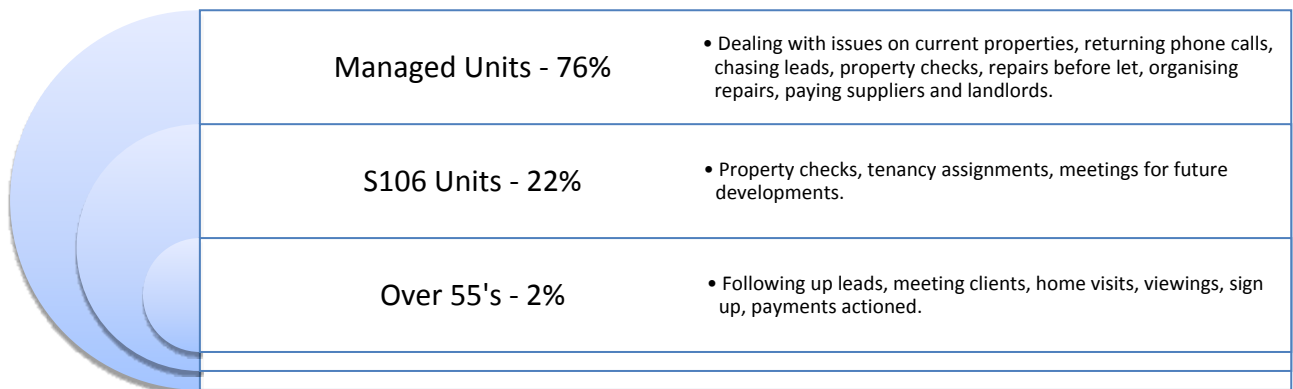 Managed Units - 76%
• Dealing with issues on current properties, returning phone calls,
chasing leads, property checks, repairs before let, organising
repairs, paying suppliers and landlords.
S106 Units - 22%
• Property checks, tenancy assignments, meetings for future
developments.
Over 55's - 2%
• Following up leads, meeting clients, home visits, viewings, sign
up, payments actioned.